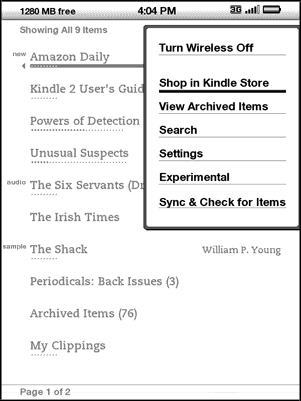 1280 MB free 4:04 PM 3G
Showing All 9 Items
Turn Wireless Off
Shop in Kindle Store
View Archived Items
Search
Settings
Experimental
Sync & Check for Items
new Amazon Daily
Kindle 2 User's Guid
Powers of Detection
Unusual Suspects
audio The Six Servants (Dr
The Irish Times
sample The Shack William P. Young
Periodicals: Back Issues (3)
Archived Items (76)
My Clippings
Page 1 of 2